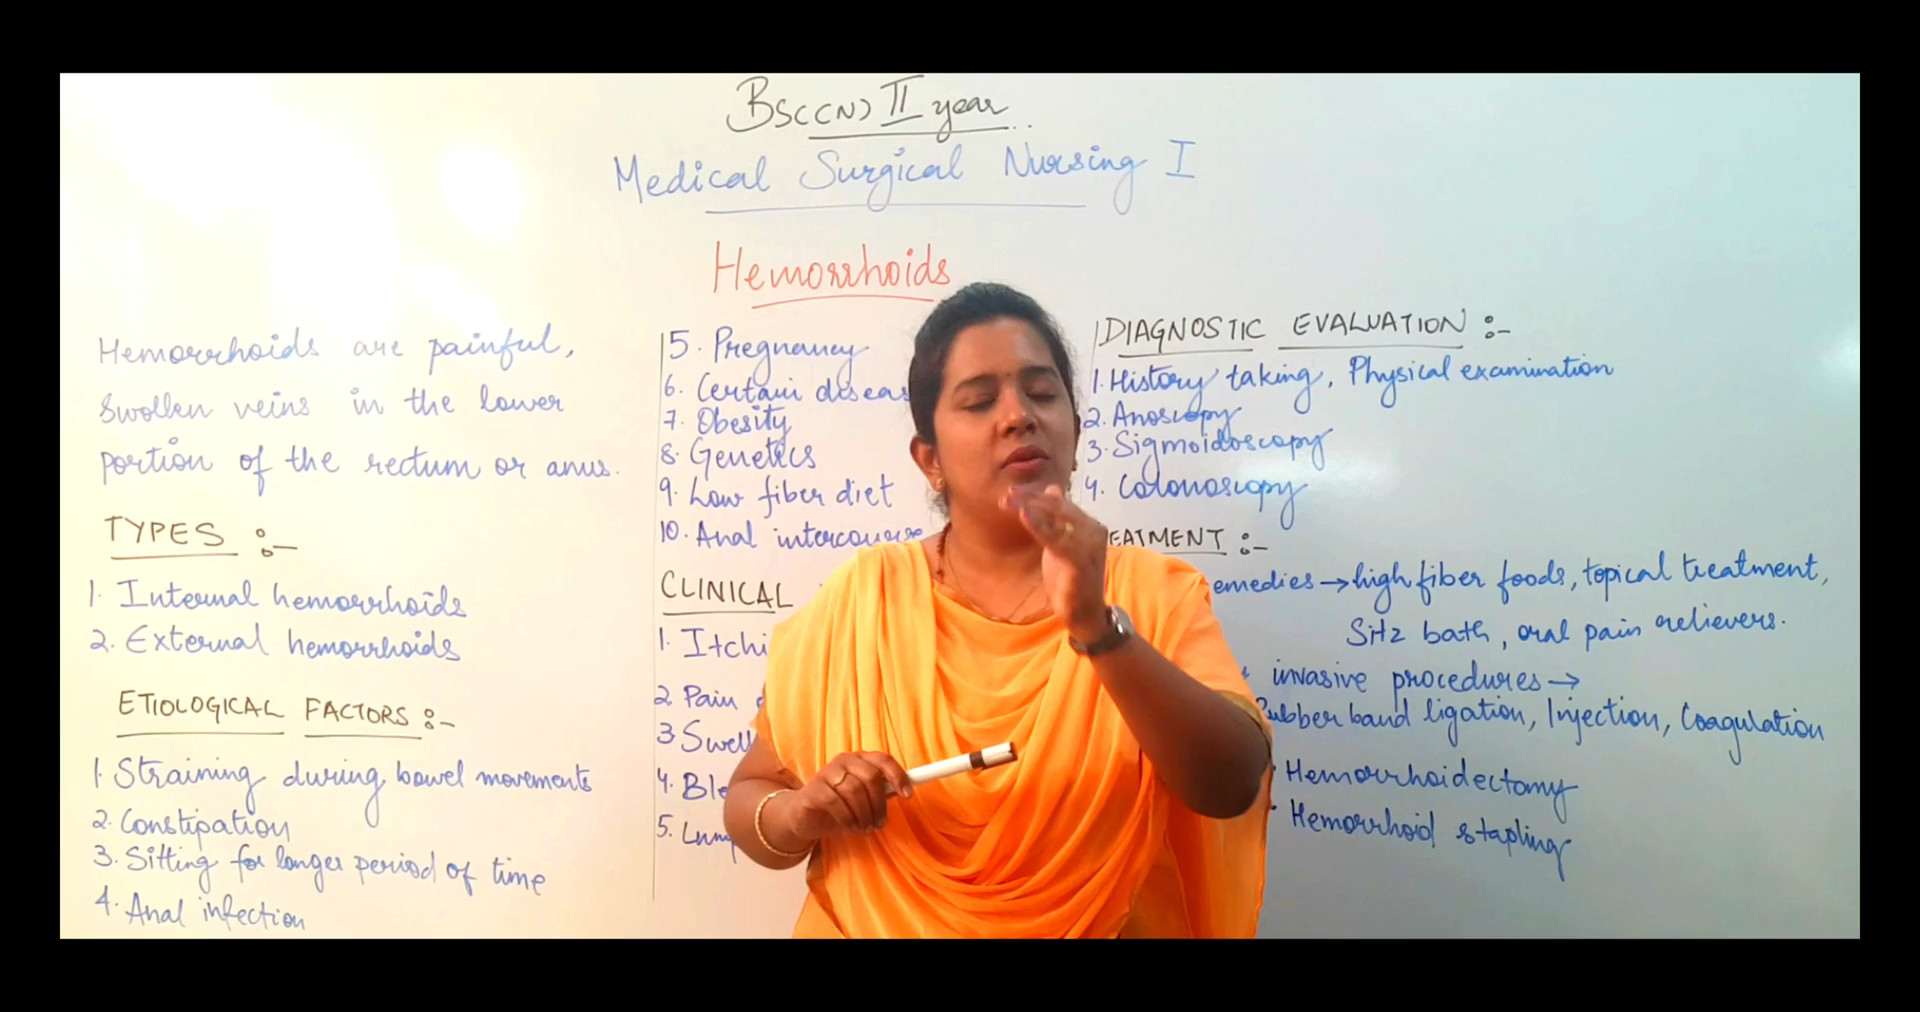 BSc(N) II year
Medical Surgical Nursing I
Hemorrhoids
Hemorrhoids are painful,
swollen veins in the lower
portion of the rectum or anus.
TYPES :-
1. Internal hemorrhoids
2. External hemorrhoids
ETIOLOGICAL FACTORS :-
1. Straining during bowel movements
2. Constipation
3. Sitting for longer period of time
4. Anal infection
5. Pregnancy
6. Certain diseas
7. Obesity
8. Genetics
9. Low fiber diet
10. Anal intercourse
CLINICAL
1. Itchi
2 Pain
3 Swell
4. Ble
5. Lump
DIAGNOSTIC EVALUATION :-
1. History taking, Physical examination
2. Anoscopy
3. Sigmoidoscopy
4. Colonoscopy
EATMENT :-
emedies → high fiber foods, topical treatment,
Sitz bath, oral pain relievers.
invasive procedures →
Rubber band ligation, Injection, Coagulation
Hemorrhoidectomy
Hemorrhoid stapling